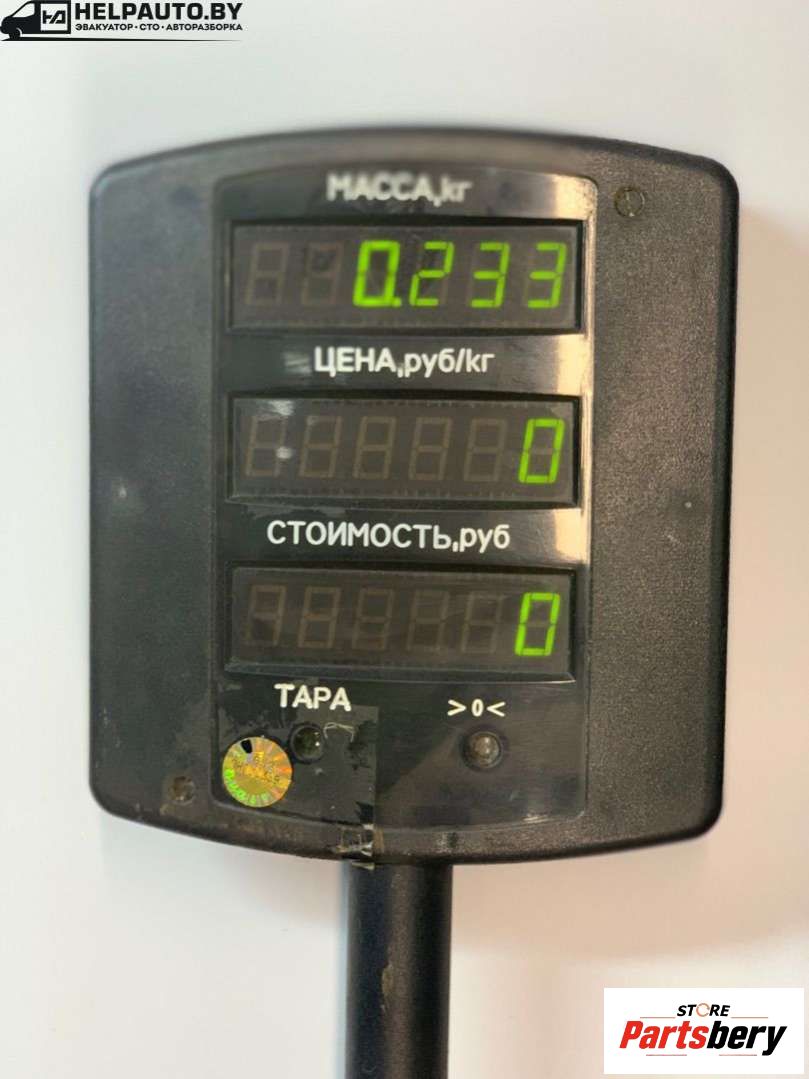 HELPAUTO.BY
ЭВАКУАТОР · СТО · АВТОРАЗБОРКА
МАССА,кг
0.233
ЦЕНА,руб/кг
0
СТОИМОСТЬ,руб
0
ТАРА
>0<
STORE
Partsbery